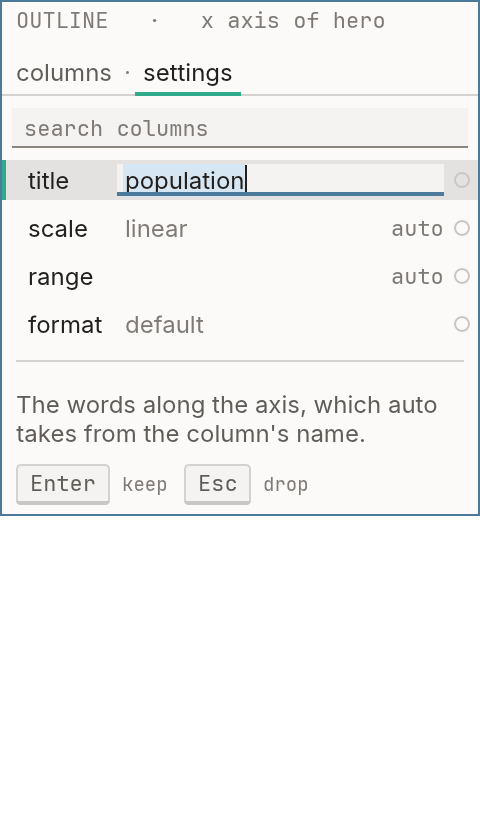 OUTLINE · x axis of hero
columns · settings
search columns
title population
scale linear auto
range auto
format default
The words along the axis, which auto
takes from the column's name.
Enter keep Esc drop